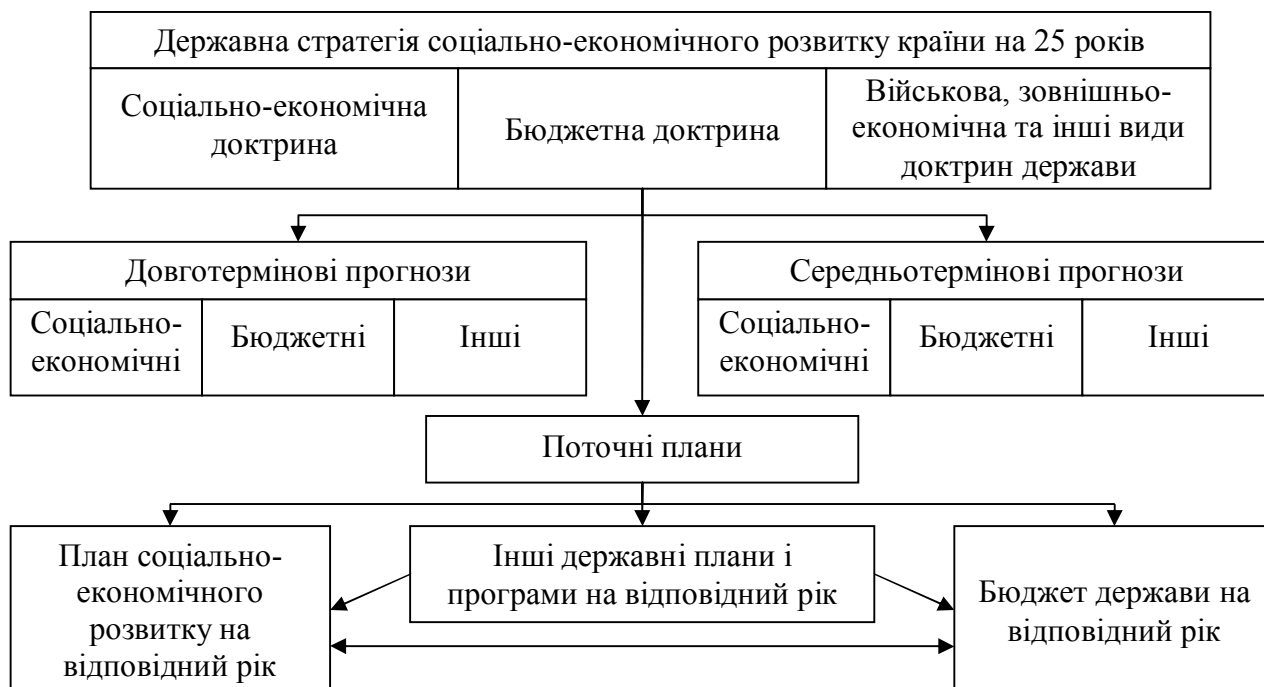 Державна стратегія соціально-економічного розвитку країни на 25 років
Соціально-економічна
доктрина
Бюджетна доктрина
Військова, зовнішньо-
економічна та інші види
доктрин держави
Довготермінові прогнози
Соціально-
економічні
Бюджетні
Інші
Середньотермінові прогнози
Соціально-
економічні
Бюджетні
Інші
Поточні плани
План соціально-
економічного
розвитку на
відповідний рік
Інші державні плани і
програми на відповідний рік
Бюджет держави на
відповідний рік